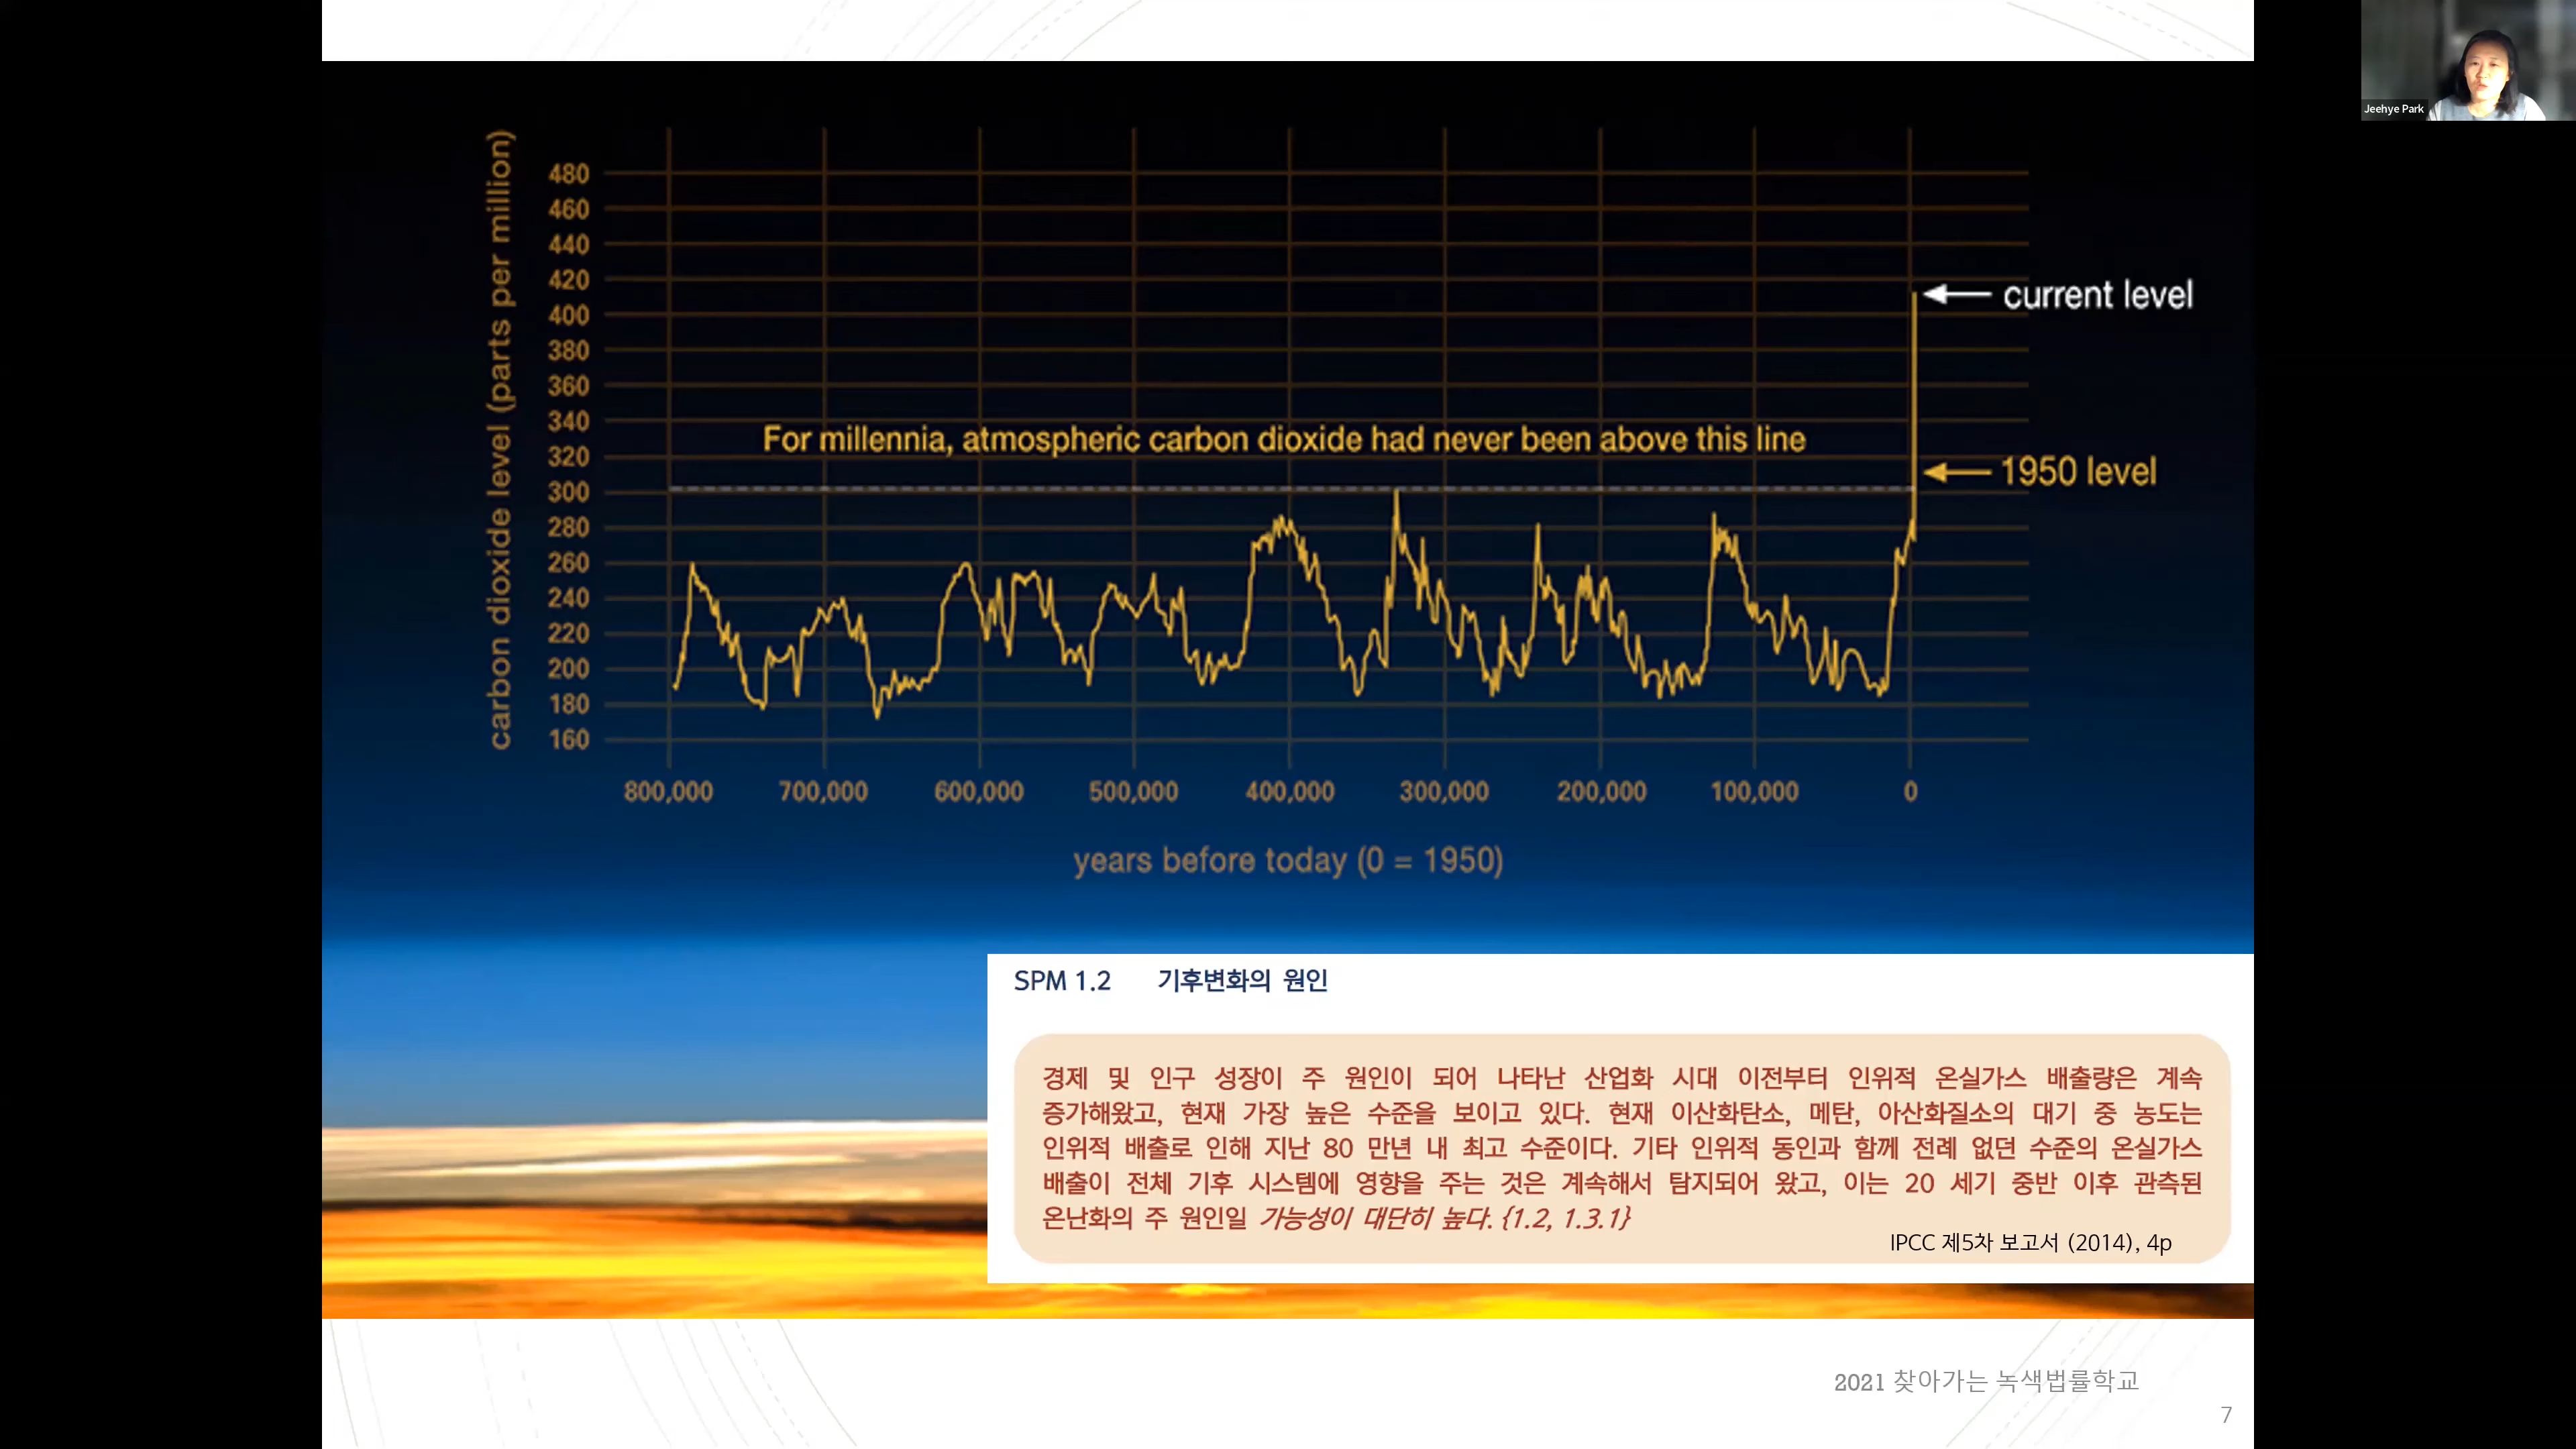 Jeehye Park
carbon dioxide level (parts per million)
480
460
440
420
400
380
360
340
320
300
280
260
240
220
200
180
160
current level
For millennia, atmospheric carbon dioxide had never been above this line
1950 level
800,000 700,000 600,000 500,000 400,000 300,000 200,000 100,000 0
years before today (0 = 1950)
SPM 1.2 기후변화의 원인
경제 및 인구 성장이 주 원인이 되어 나타난 산업화 시대 이전부터 인위적 온실가스 배출량은 계속
증가해왔고, 현재 가장 높은 수준을 보이고 있다. 현재 이산화탄소, 메탄, 아산화질소의 대기 중 농도는
인위적 배출로 인해 지난 80 만년 내 최고 수준이다. 기타 인위적 동인과 함께 전례 없던 수준의 온실가스
배출이 전체 기후 시스템에 영향을 주는 것은 계속해서 탐지되어 왔고, 이는 20 세기 중반 이후 관측된
온난화의 주 원인일 가능성이 대단히 높다. {1.2, 1.3.1}
IPCC 제5차 보고서 (2014), 4p
2021 찾아가는 녹색법률학교
7